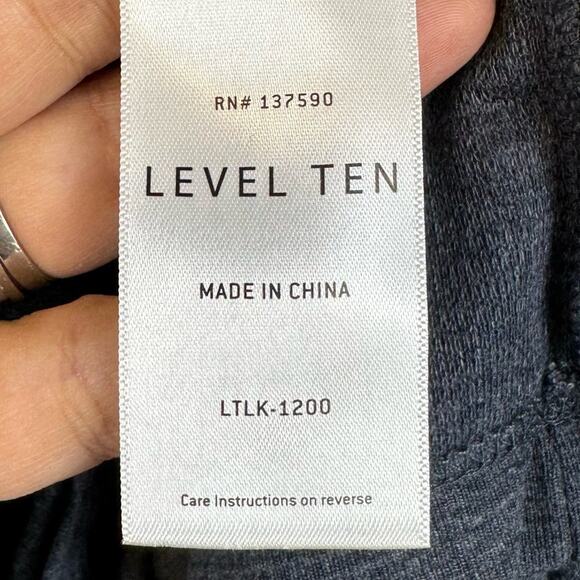 RN# 137590
LEVEL TEN
MADE IN CHINA
LTLK-1200
Care Instructions on reverse